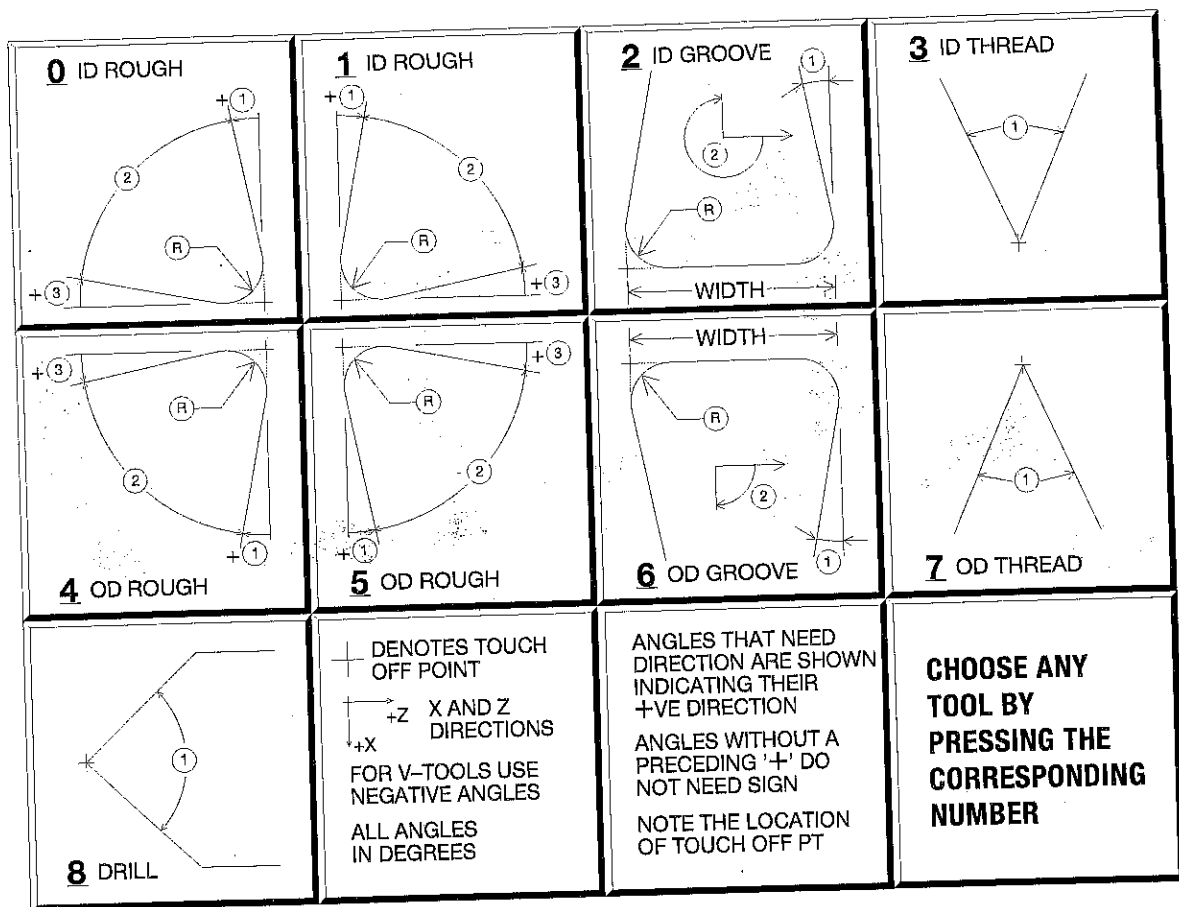 0 ID ROUGH
+ 1
2
R
+ 3
1 ID ROUGH
+ 1
2
R
+ 3
2 ID GROOVE
1
2
R
WIDTH
3 ID THREAD
1
+ 3
R
2
+ 1
4 OD ROUGH
+ 3
R
2
+ 1
5 OD ROUGH
WIDTH
R
2
1
6 OD GROOVE
1
7 OD THREAD
1
8 DRILL
DENOTES TOUCH
OFF POINT
+Z
+X
X AND Z
DIRECTIONS
FOR V-TOOLS USE
NEGATIVE ANGLES
ALL ANGLES
IN DEGREES
ANGLES THAT NEED
DIRECTION ARE SHOWN
INDICATING THEIR
+VE DIRECTION
ANGLES WITHOUT A
PRECEDING '+' DO
NOT NEED SIGN
NOTE THE LOCATION
OF TOUCH OFF PT
CHOOSE ANY
TOOL BY
PRESSING THE
CORRESPONDING
NUMBER